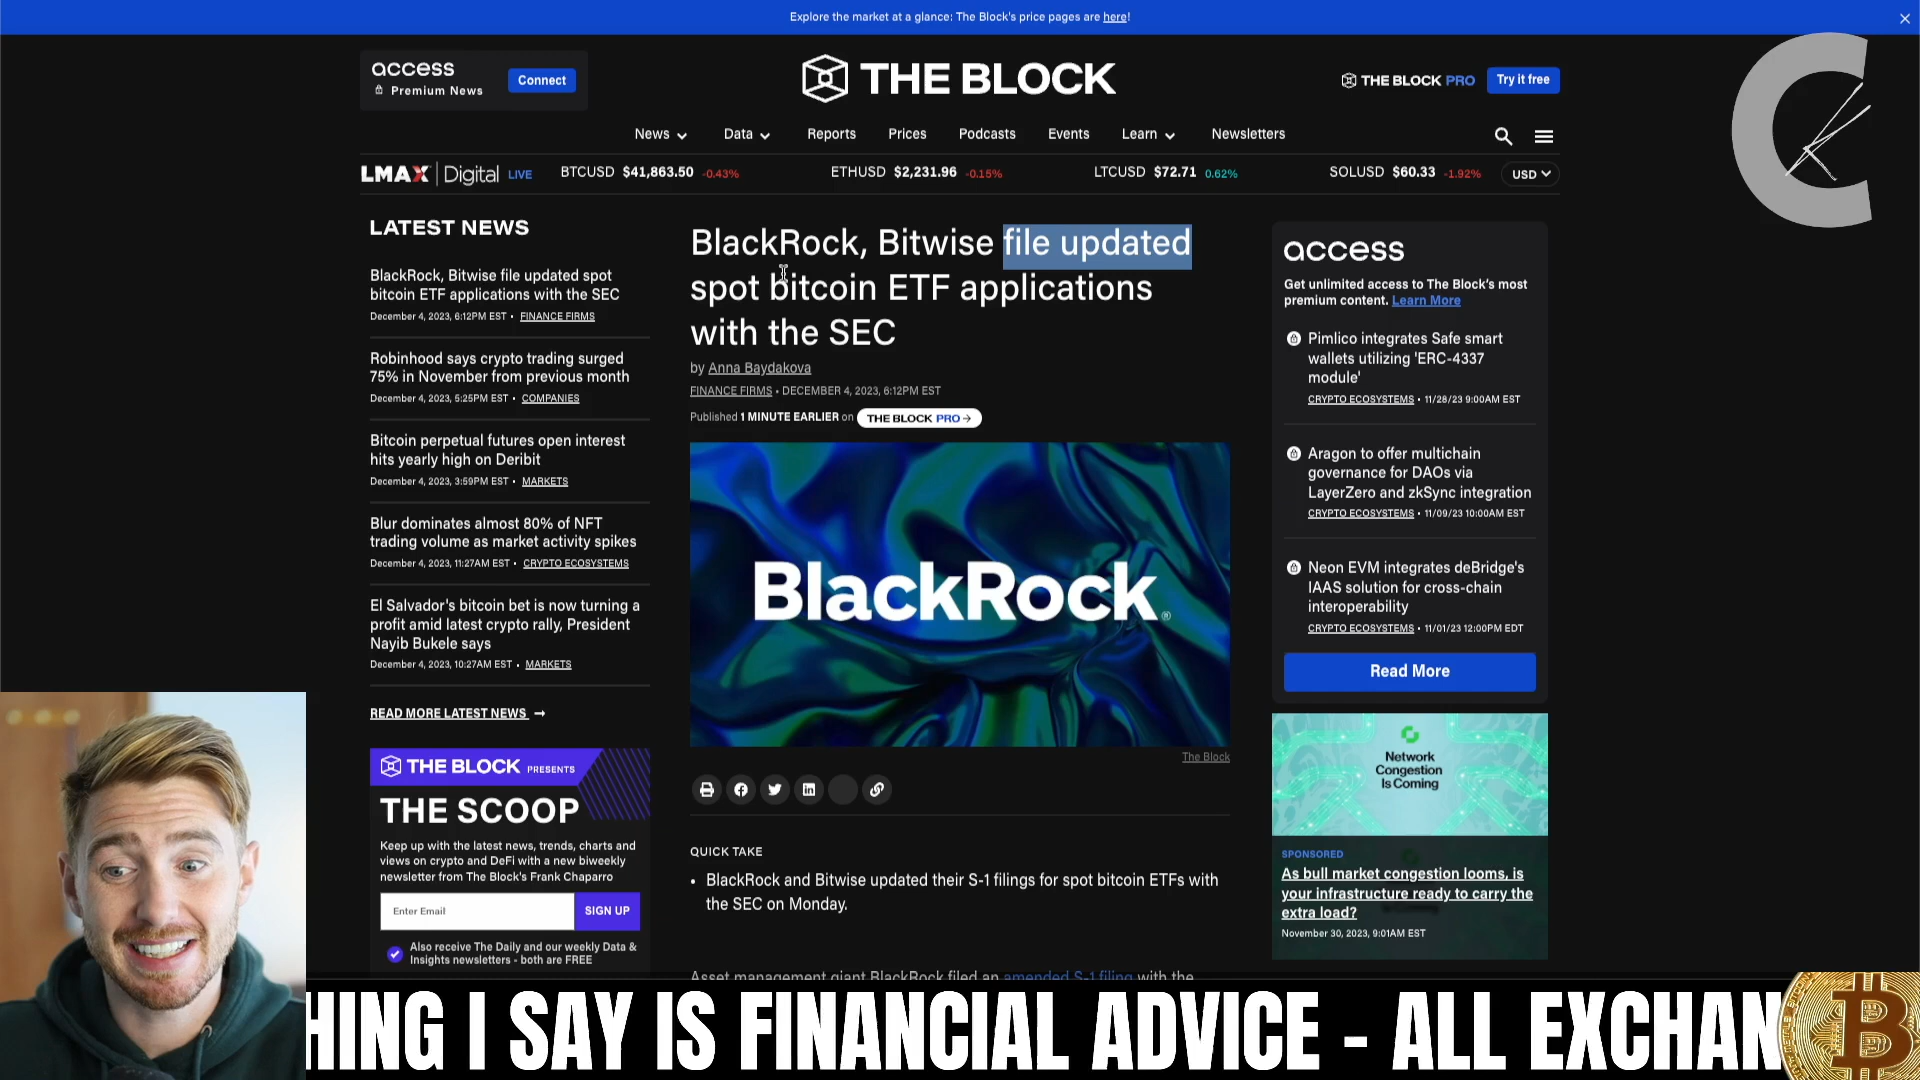 Explore the market at a glance: The Block's price pages are here!
access
Premium News
Connect
THE BLOCK
THE BLOCK PRO
Try it free
News
Data
Reports
Prices
Podcasts
Events
Learn
Newsletters
LMAX Digital LIVE
BTCUSD $41,863.50 -0.43%
ETHUSD $2,231.96 -0.15%
LTCUSD $72.71 0.62%
SOLUSD $60.33 -1.92%
USD
LATEST NEWS
BlackRock, Bitwise file updated spot
bitcoin ETF applications with the SEC
December 4, 2023, 6:12PM EST • FINANCE FIRMS
Robinhood says crypto trading surged
75% in November from previous month
December 4, 2023, 5:25PM EST • COMPANIES
Bitcoin perpetual futures open interest
hits yearly high on Deribit
December 4, 2023, 3:59PM EST • MARKETS
Blur dominates almost 80% of NFT
trading volume as market activity spikes
December 4, 2023, 11:27AM EST • CRYPTO ECOSYSTEMS
El Salvador's bitcoin bet is now turning a
profit amid latest crypto rally, President
Nayib Bukele says
December 4, 2023, 10:27AM EST • MARKETS
READ MORE LATEST NEWS →
THE BLOCK PRESENTS
THE SCOOP
Keep up with the latest news, trends, charts and
views on crypto and DeFi with a new biweekly
newsletter from The Block's Frank Chaparro
Enter Email
SIGN UP
Also receive The Daily and our weekly Data &
Insights newsletters - both are FREE
BlackRock, Bitwise file updated
spot bitcoin ETF applications
with the SEC
by Anna Baydakova
FINANCE FIRMS • DECEMBER 4, 2023, 6:12PM EST
Published 1 MINUTE EARLIER on THE BLOCK PRO →
BlackRock®
The Block
QUICK TAKE
• BlackRock and Bitwise updated their S-1 filings for spot bitcoin ETFs with
the SEC on Monday.
Asset management giant BlackRock filed an amended S-1 filing with the
access
Get unlimited access to The Block's most
premium content. Learn More
Pimlico integrates Safe smart
wallets utilizing 'ERC-4337
module'
CRYPTO ECOSYSTEMS • 11/28/23 9:00AM EST
Aragon to offer multichain
governance for DAOs via
LayerZero and zkSync integration
CRYPTO ECOSYSTEMS • 11/09/23 10:00AM EST
Neon EVM integrates deBridge's
IAAS solution for cross-chain
interoperability
CRYPTO ECOSYSTEMS • 11/01/23 12:00PM EDT
Read More
Network
Congestion
Is Coming
SPONSORED
As bull market congestion looms, is
your infrastructure ready to carry the
extra load?
November 30, 2023, 9:01AM EST
HING I SAY IS FINANCIAL ADVICE - ALL EXCHAN